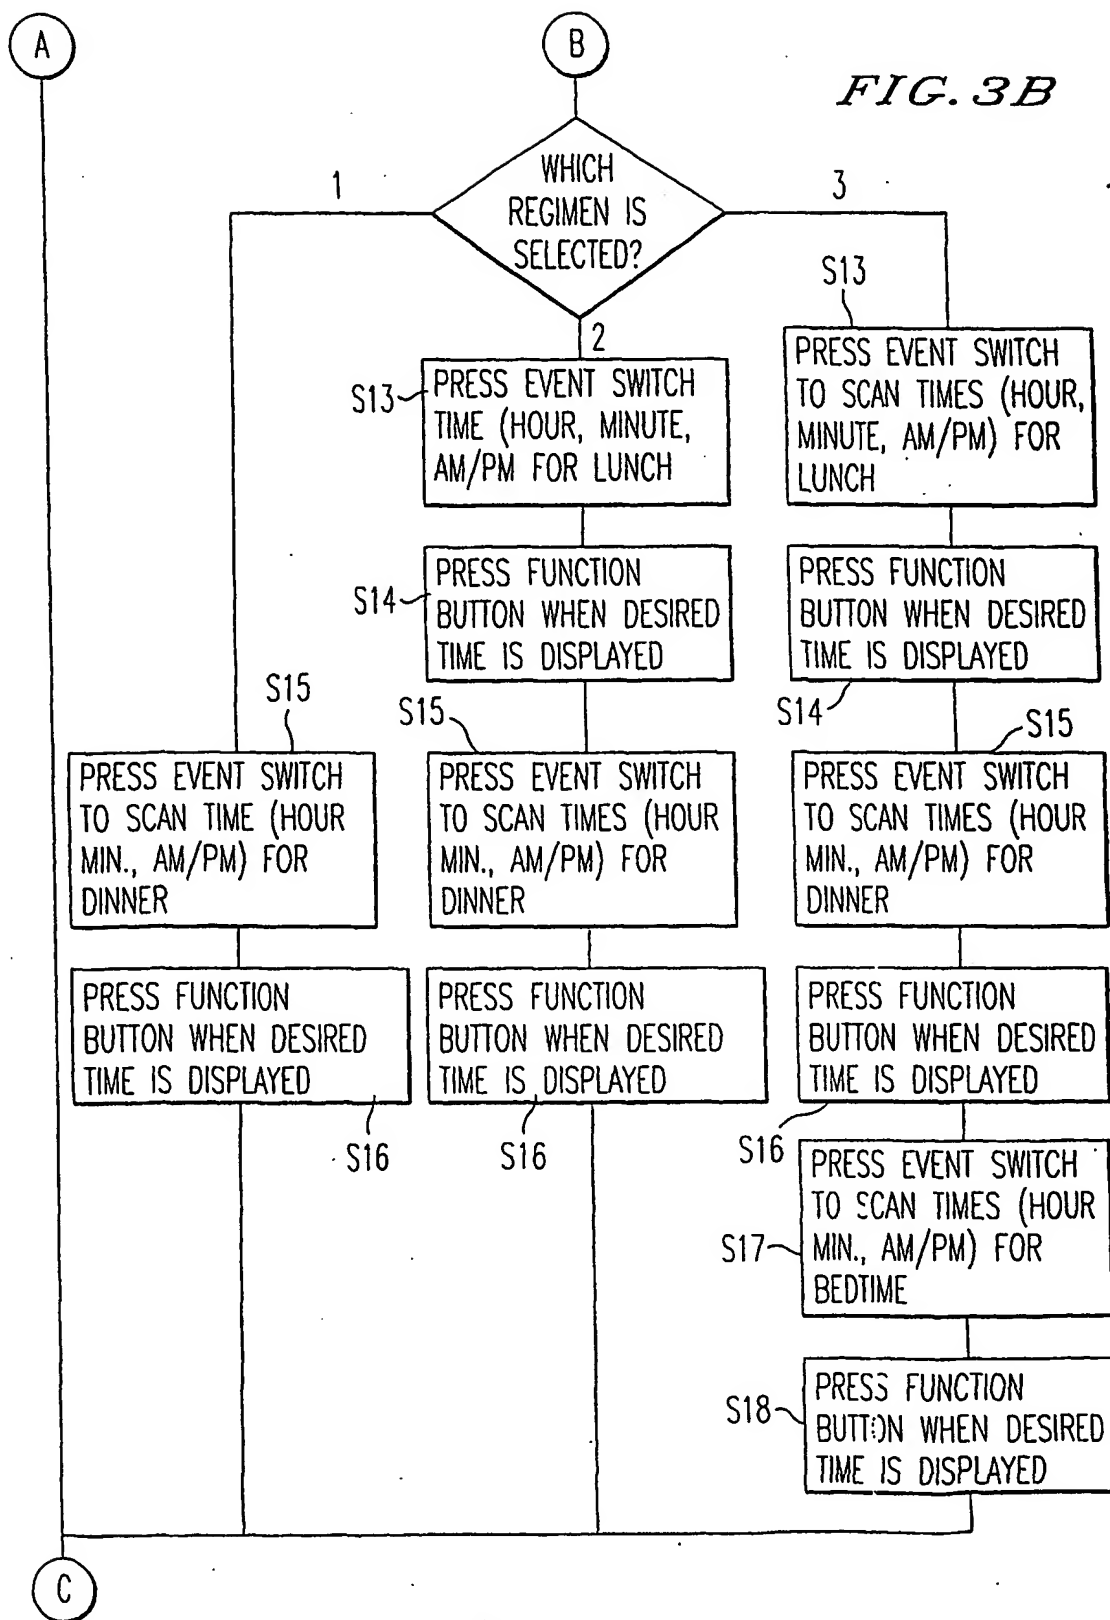 A
B
FIG. 3B
WHICH
REGIMEN IS
SELECTED?
1
2
3
S13
PRESS EVENT SWITCH
TIME (HOUR, MINUTE,
AM/PM FOR LUNCH
S13
PRESS EVENT SWITCH
TO SCAN TIMES (HOUR,
MINUTE, AM/PM) FOR
LUNCH
S14
PRESS FUNCTION
BUTTON WHEN DESIRED
TIME IS DISPLAYED
PRESS FUNCTION
BUTTON WHEN DESIRED
TIME IS DISPLAYED
S14
S15
PRESS EVENT SWITCH
TO SCAN TIME (HOUR
MIN., AM/PM) FOR
DINNER
S15
PRESS EVENT SWITCH
TO SCAN TIMES (HOUR
MIN., AM/PM) FOR
DINNER
S15
PRESS EVENT SWITCH
TO SCAN TIMES (HOUR
MIN., AM/PM) FOR
DINNER
PRESS FUNCTION
BUTTON WHEN DESIRED
TIME IS DISPLAYED
S16
PRESS FUNCTION
BUTTON WHEN DESIRED
TIME IS DISPLAYED
S16
PRESS FUNCTION
BUTTON WHEN DESIRED
TIME IS DISPLAYED
S16
S17
PRESS EVENT SWITCH
TO SCAN TIMES (HOUR
MIN., AM/PM) FOR
BEDTIME
S18
PRESS FUNCTION
BUTTON WHEN DESIRED
TIME IS DISPLAYED
C